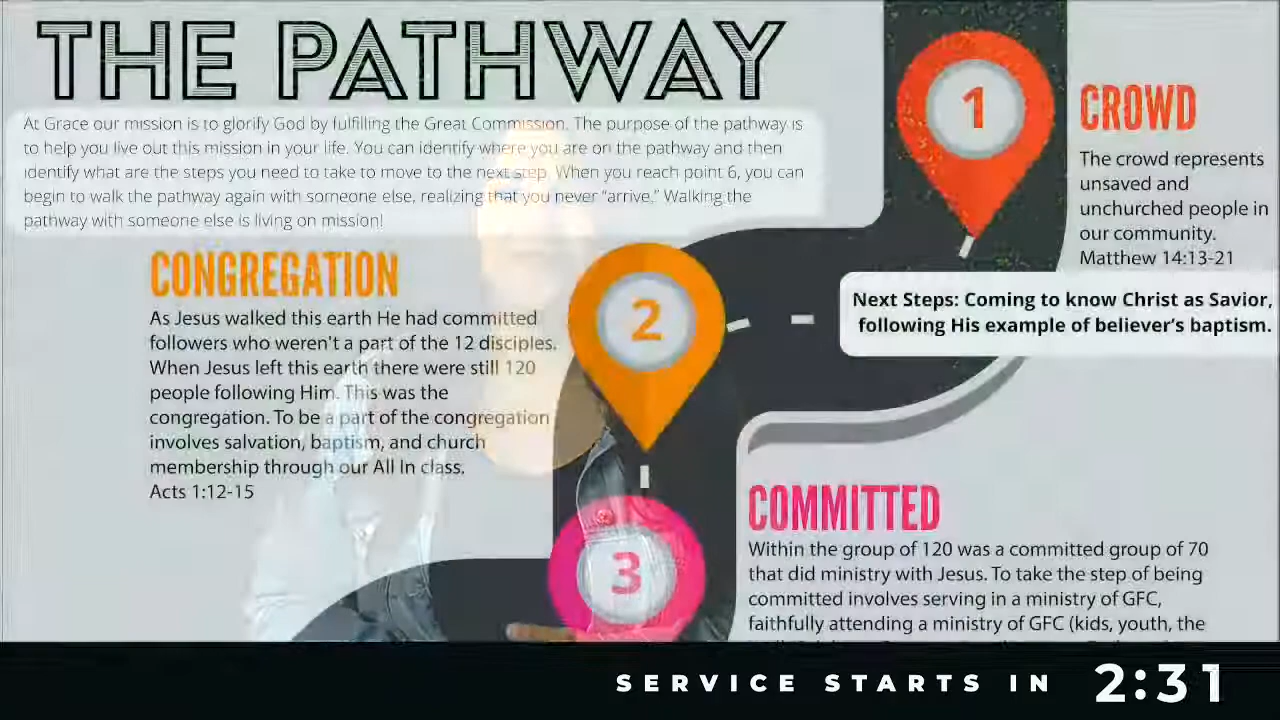 THE PATHWAY
At Grace our mission is to glorify God by fulfilling the Great Commission. The purpose of the pathway is
to help you live out this mission in your life. You can identify where you are on the pathway and then
identify what are the steps you need to take to move to the next step. When you reach point 6, you can
begin to walk the pathway again with someone else, realizing that you never “arrive.” Walking the
pathway with someone else is living on mission!
1
CROWD
The crowd represents
unsaved and
unchurched people in
our community.
Matthew 14:13-21
Next Steps: Coming to know Christ as Savior,
following His example of believer’s baptism.
CONGREGATION
As Jesus walked this earth He had committed
followers who weren't a part of the 12 disciples.
When Jesus left this earth there were still 120
people following Him. This was the
congregation. To be a part of the congregation
involves salvation, baptism, and church
membership through our All In class.
Acts 1:12-15
2
3
COMMITTED
Within the group of 120 was a committed group of 70
that did ministry with Jesus. To take the step of being
committed involves serving in a ministry of GFC,
faithfully attending a ministry of GFC (kids, youth, the
SERVICE STARTS IN 2:31